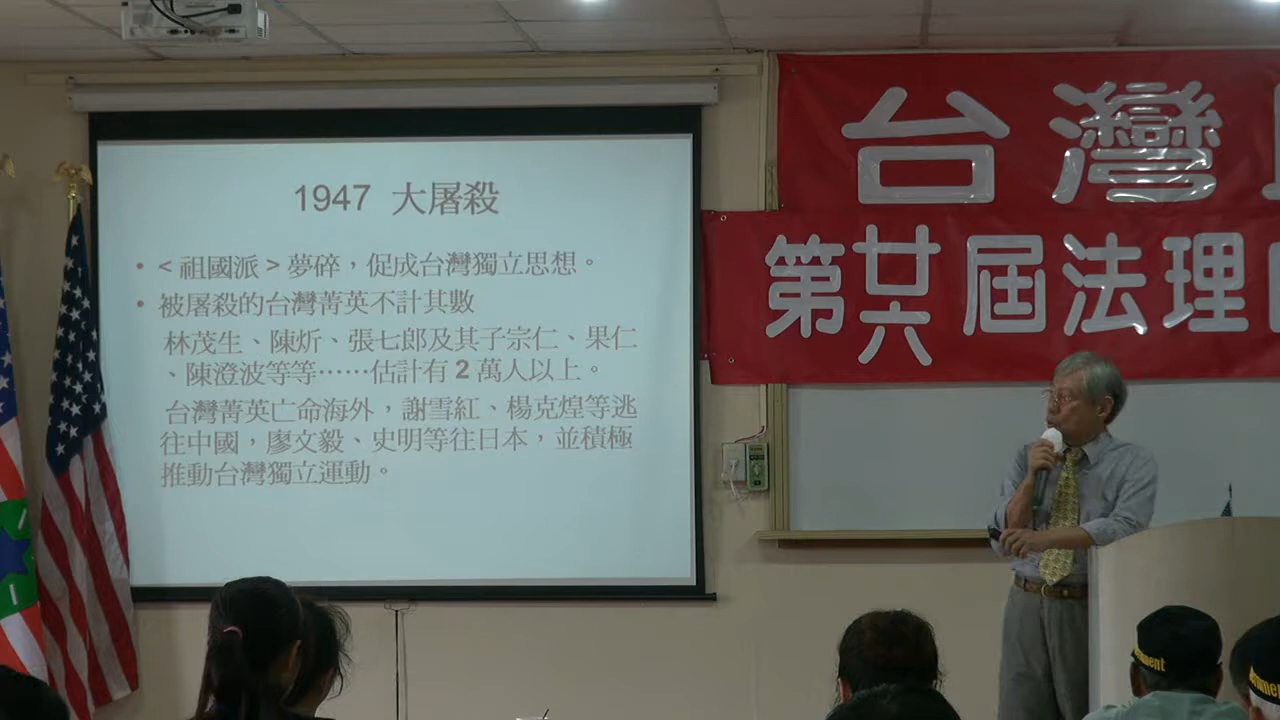 1947 大屠殺
• <祖國派> 夢碎，促成台灣獨立思想。
• 被屠殺的台灣菁英不計其數
林茂生、陳炘、張七郎及其子宗仁、果仁
、陳澄波等等……估計有 2 萬人以上。
台灣菁英亡命海外，謝雪紅、楊克煌等逃
往中國，廖文毅、史明等往日本，並積極
推動台灣獨立運動。
台灣
第廿六屆法理